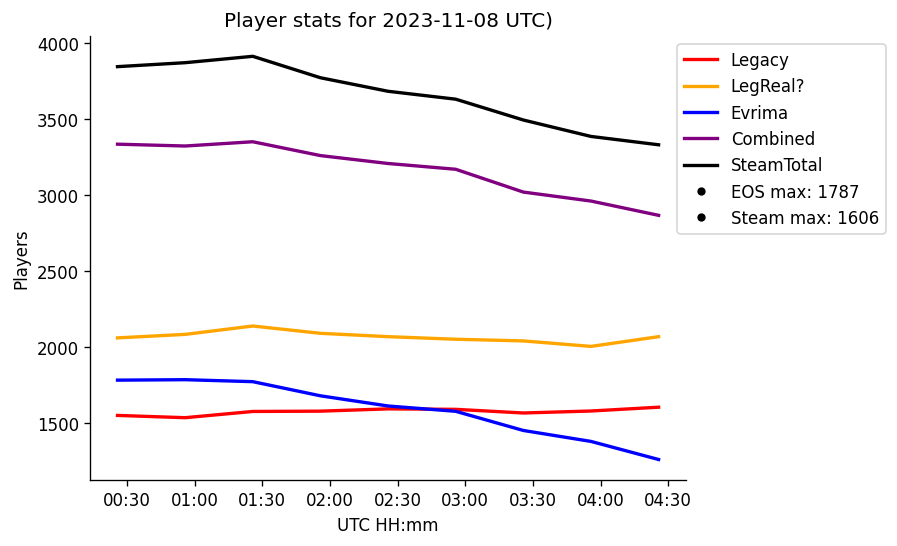 Player stats for 2023-11-08 UTC)
4000
3500
3000
2500
2000
1500
Players
00:30 01:00 01:30 02:00 02:30 03:00 03:30 04:00 04:30
UTC HH:mm
Legacy
LegReal?
Evrima
Combined
SteamTotal
EOS max: 1787
Steam max: 1606